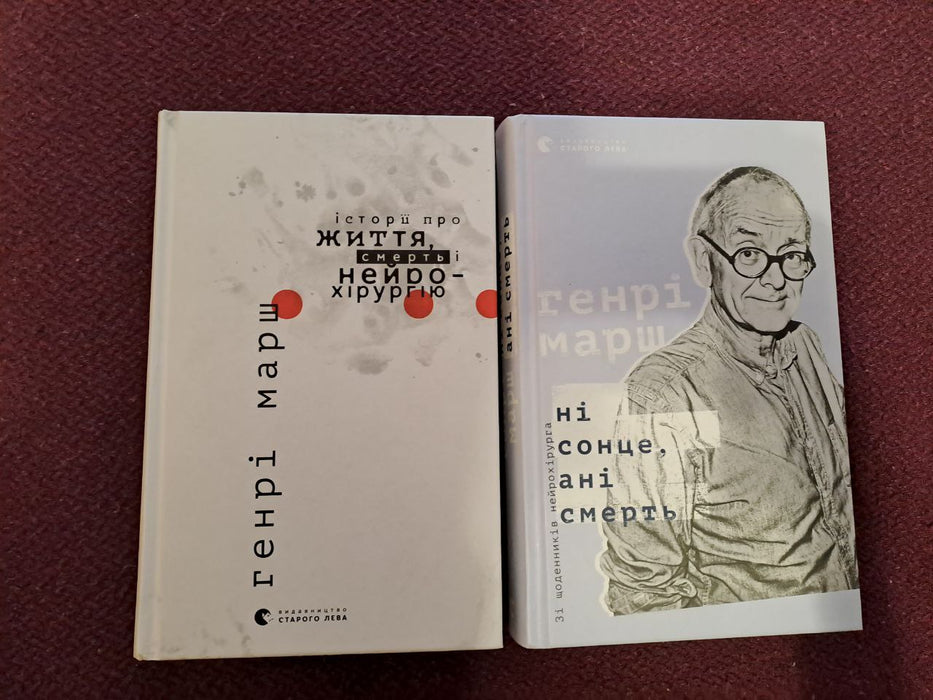 історії про
життя,
смерть і
нейро-
хірургію
генрі марш
видавництво
СТАРОГО ЛЕВА
марш
ані смерть
видавництво
СТАРОГО ЛЕВА
генрі
марш
ні
сонце,
ані
смерть
Зі щоденників нейрохірурга